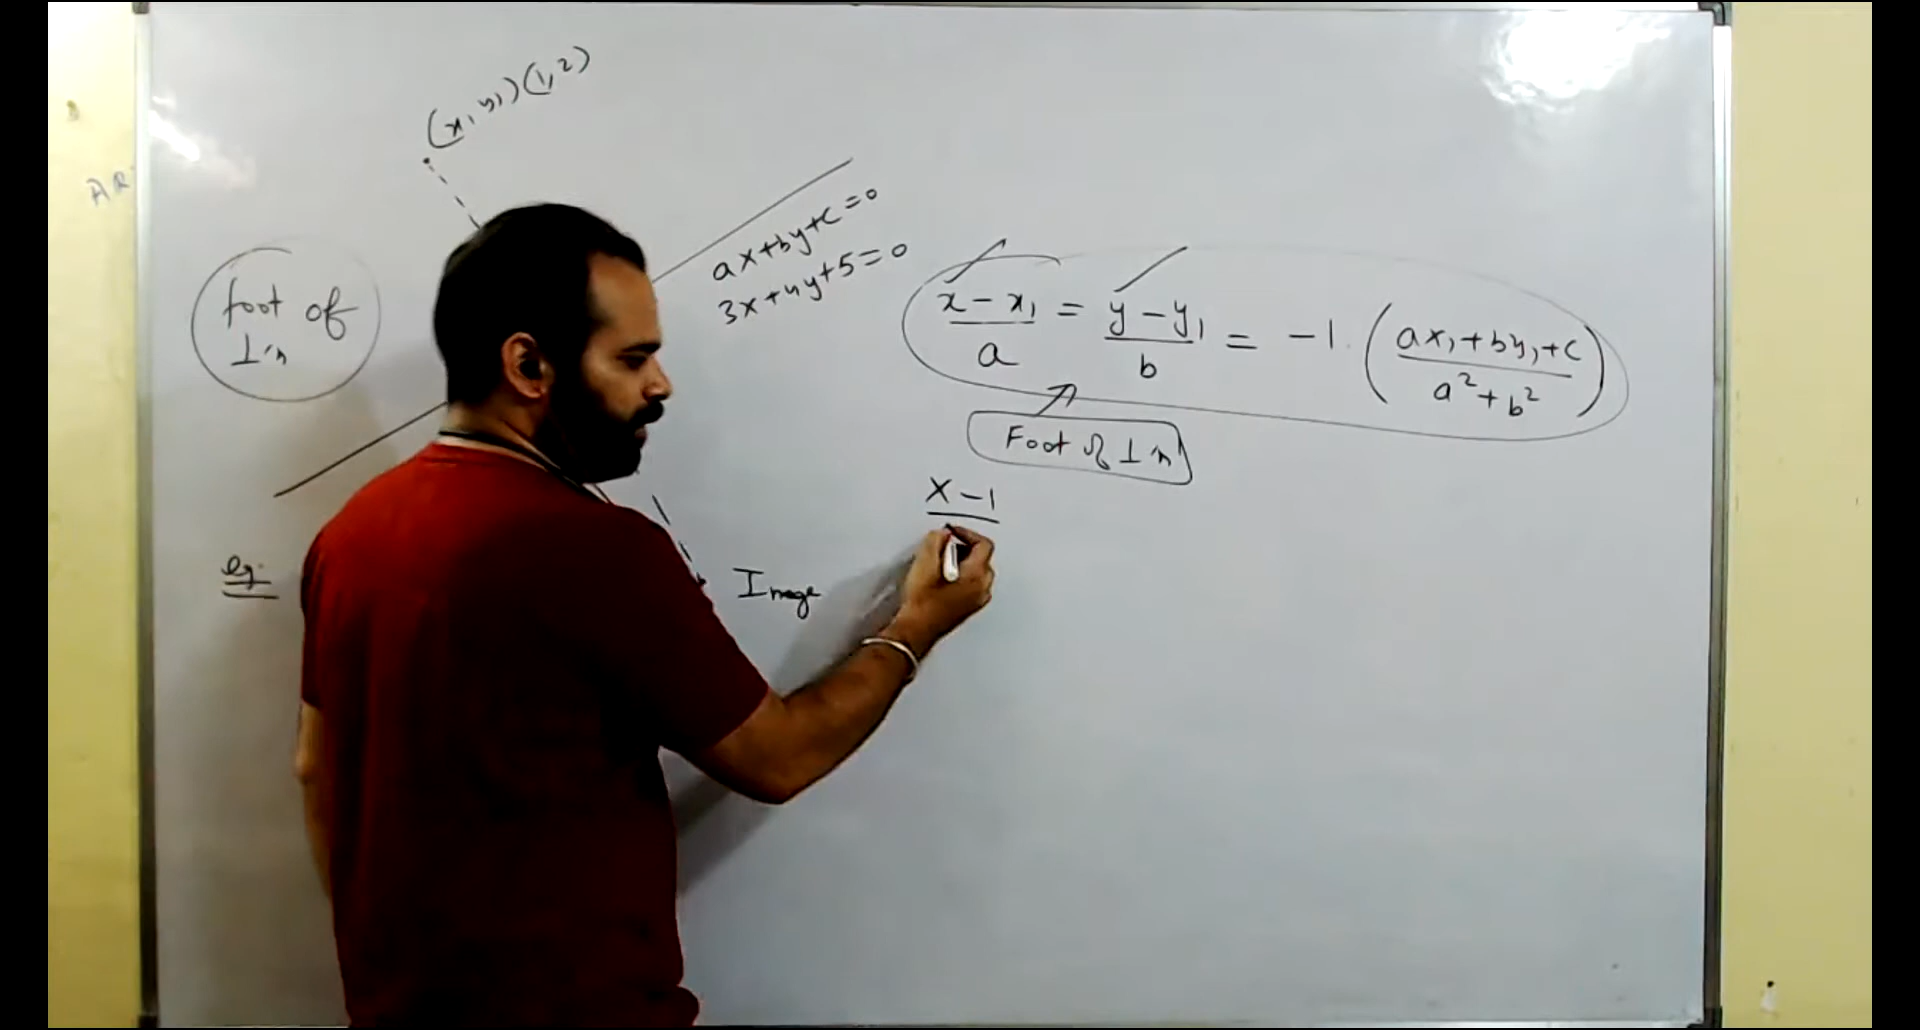 (x₁, y₁) (1, 2)
AR
ax+by+c=0
3x+4y+5=0
foot of
⊥'r
x - x₁ / a = y - y₁ / b = -1. (ax₁+by₁+c / a²+b²)
Foot of ⊥'r
x - 1
eg.
Image